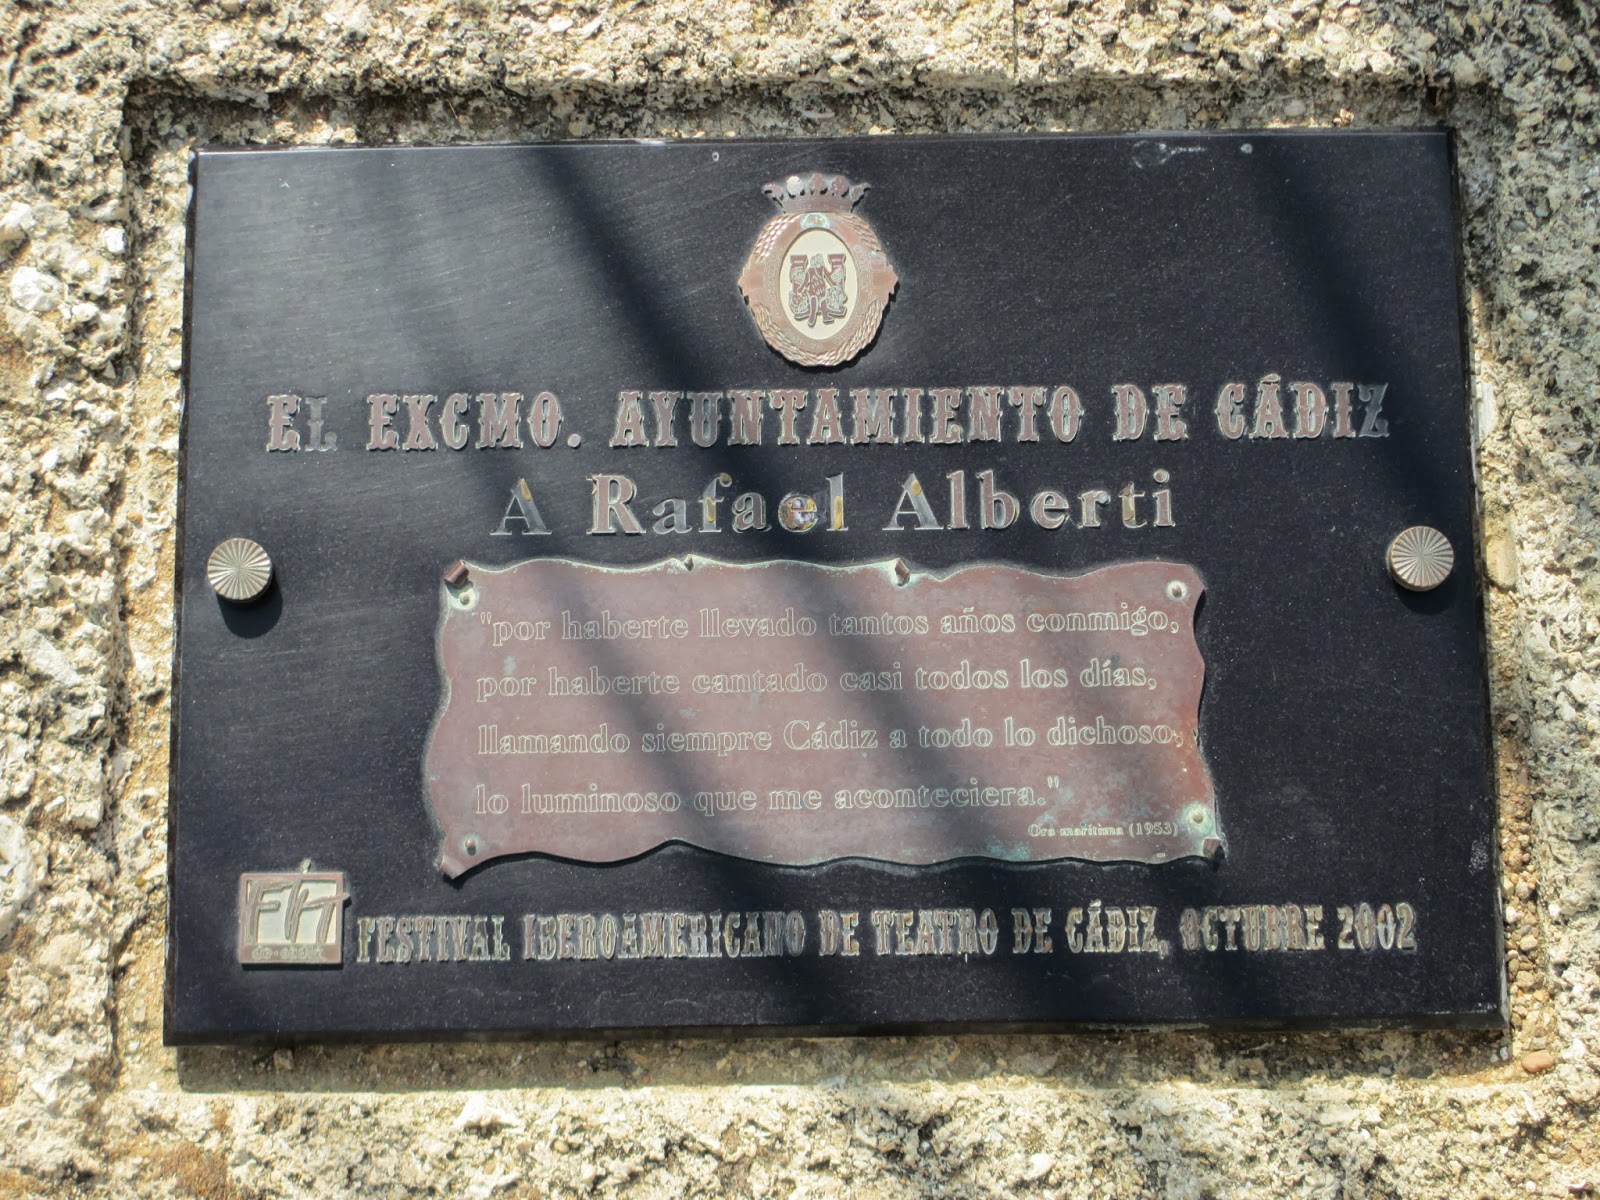 EL EXCMO. AYUNTAMIENTO DE CÁDIZ
A Rafael Alberti
"por haberte llevado tantos años conmigo,
por haberte cantado casi todos los días,
llamando siempre Cádiz a todo lo dichoso,
lo luminoso que me aconteciera."
Ora marítima (1953)
FIT
FESTIVAL IBEROAMERICANO DE TEATRO DE CÁDIZ, OCTUBRE 2002